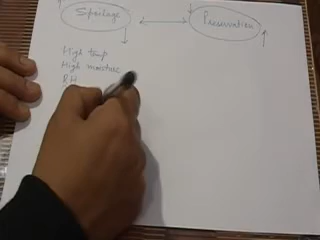 Spoilage
Preservation
High temp
High moisture
RH